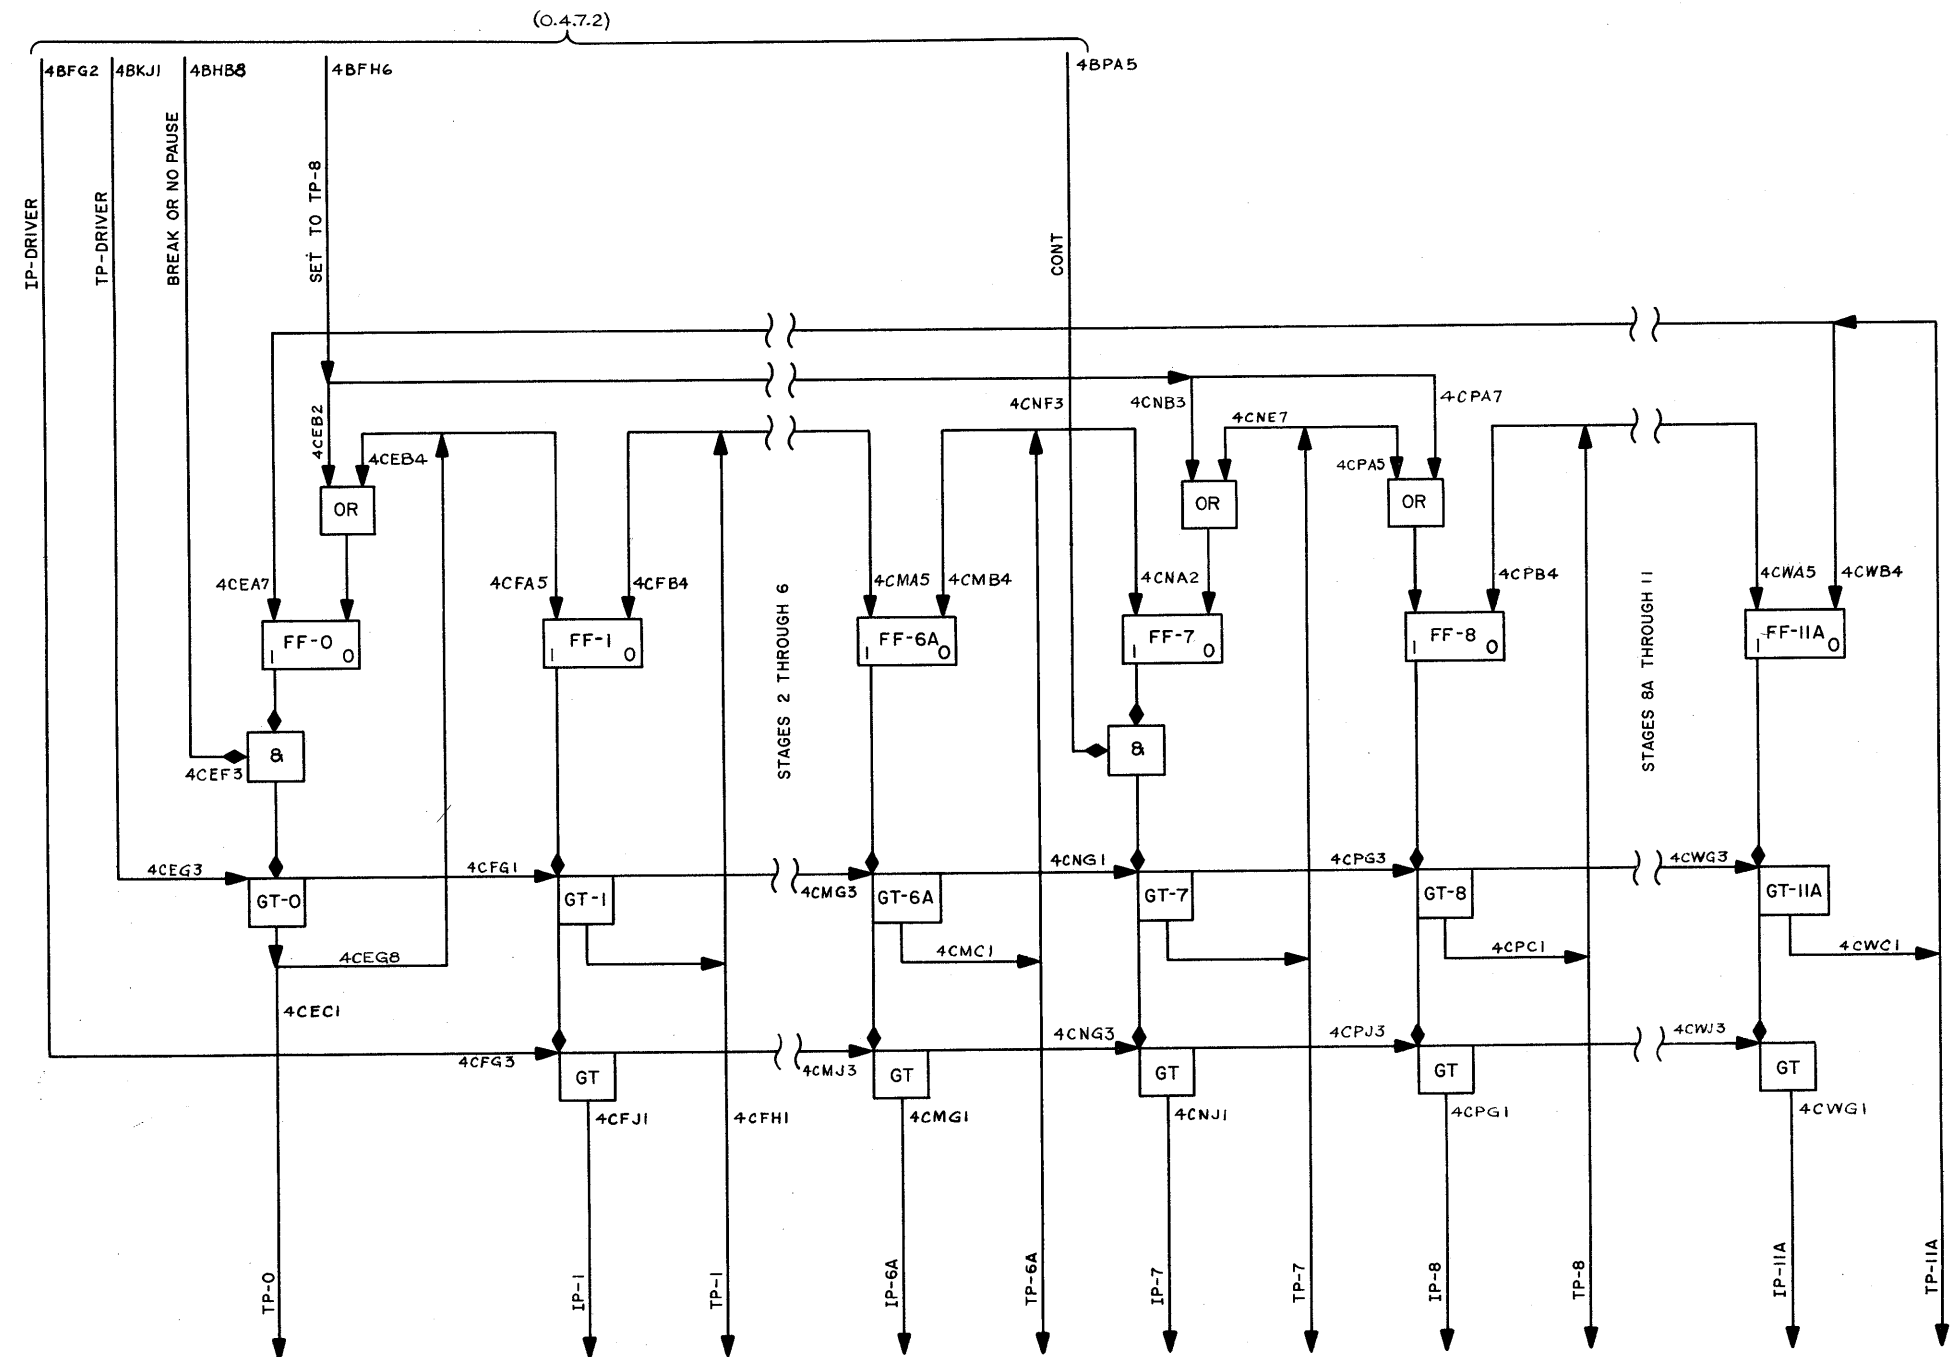 (0.4.7.2)
4BFG2
4BKJ1
4BHB8
4BFH6
4BPA5
IP-DRIVER
TP-DRIVER
BREAK OR NO PAUSE
SET TO TP-8
CONT
4CEB2
4CEB4
4CNF3
4CNB3
4CNE7
4CPA7
4CPA5
OR
OR
OR
4CEA7
4CFA5
4CFB4
4CMA5
4CMB4
4CNA2
4CPB4
4CWA5
4CWB4
FF-0
1 0
FF-1
1 0
FF-6A
1 0
FF-7
1 0
FF-8
1 0
FF-11A
1 0
STAGES 2 THROUGH 6
STAGES 8A THROUGH 11
&
&
4CEF3
4CEG3
4CFG1
4CMG3
4CNG1
4CPG3
4CWG3
GT-0
GT-1
GT-6A
GT-7
GT-8
GT-11A
4CEG8
4CMC1
4CPC1
4CWC1
4CEC1
4CFG3
4CMJ3
4CNG3
4CPJ3
4CWJ3
GT
GT
GT
GT
GT
4CFJ1
4CFH1
4CMG1
4CNJ1
4CPG1
4CWG1
TP-0
IP-1
TP-1
IP-6A
TP-6A
IP-7
TP-7
IP-8
TP-8
IP-11A
TP-11A